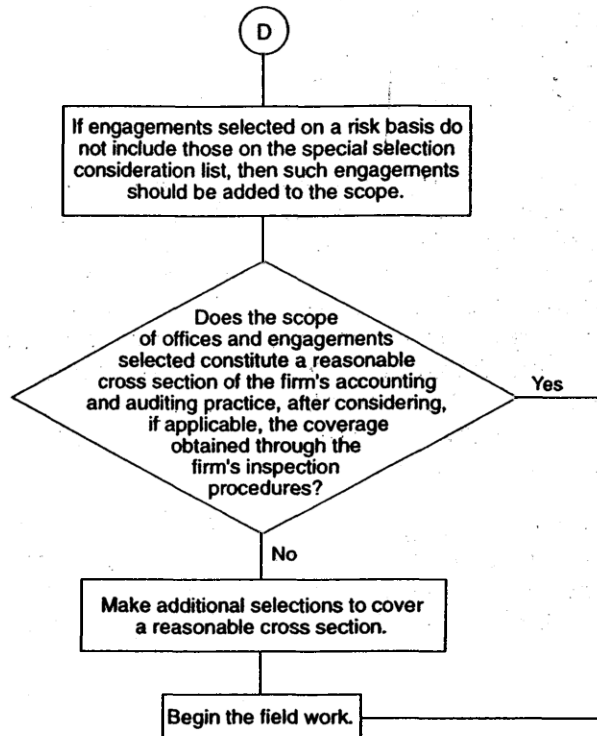 D
If engagements selected on a risk basis do
not include those on the special selection
consideration list, then such engagements
should be added to the scope.
Does the scope
of offices and engagements
selected constitute a reasonable
cross section of the firm's accounting
and auditing practice, after considering,
if applicable, the coverage
obtained through the
firm's inspection
procedures?
Yes
No
Make additional selections to cover
a reasonable cross section.
Begin the field work.